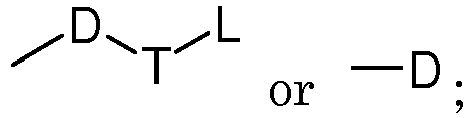 D T L or —D;